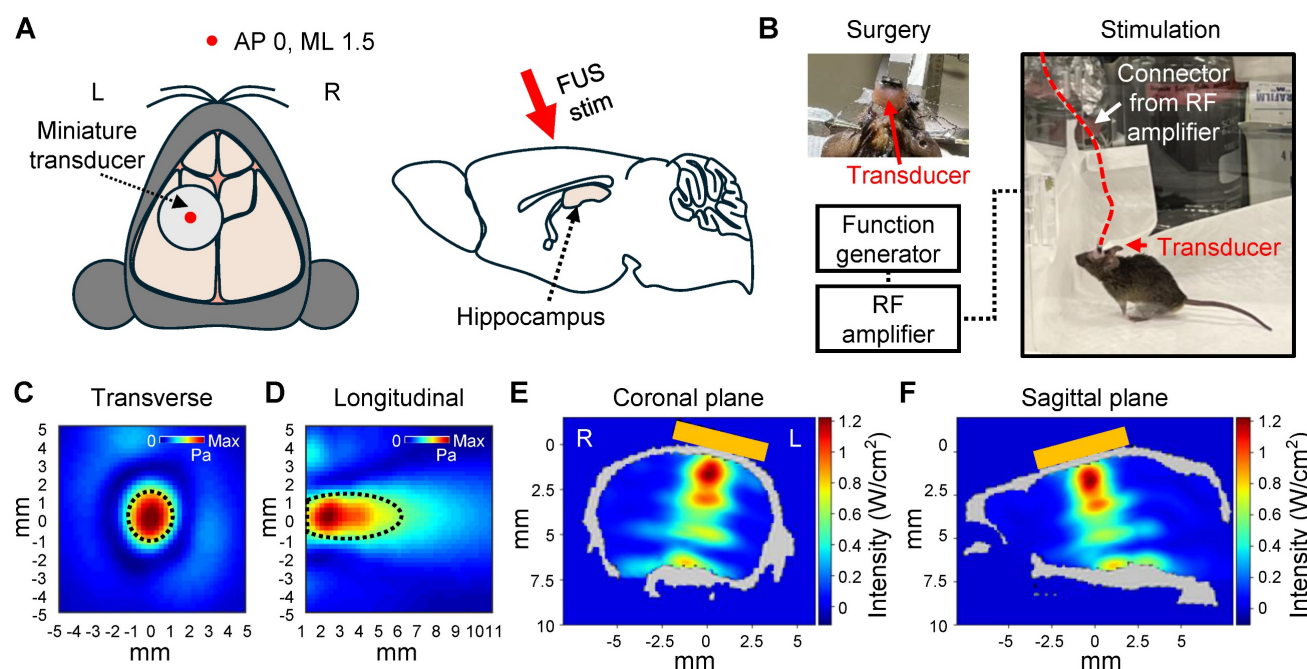 A
AP 0, ML 1.5
L
R
Miniature
transducer
FUS
stim
Hippocampus
B
Surgery
Stimulation
Transducer
Function
generator
RF
amplifier
Connector
from RF
amplifier
Transducer
C
Transverse
0 Max
Pa
5
4
3
2
1
0
-1
-2
-3
-4
-5
mm
-5 -4 -3 -2 -1 0 1 2 3 4 5
mm
D
Longitudinal
0 Max
Pa
5
4
3
2
1
0
-1
-2
-3
-4
-5
mm
1 2 3 4 5 6 7 8 9 10 11
mm
E
Coronal plane
R
L
0
2.5
5.0
7.5
10
mm
-5 -2.5 0 2.5 5
mm
1.2
1.0
0.8
0.6
0.4
0.2
0
Intensity (W/cm²)
F
Sagittal plane
0
2.5
5.0
7.5
10
mm
-5 -2.5 0 2.5 5
mm
1.2
1.0
0.8
0.6
0.4
0.2
0
Intensity (W/cm²)